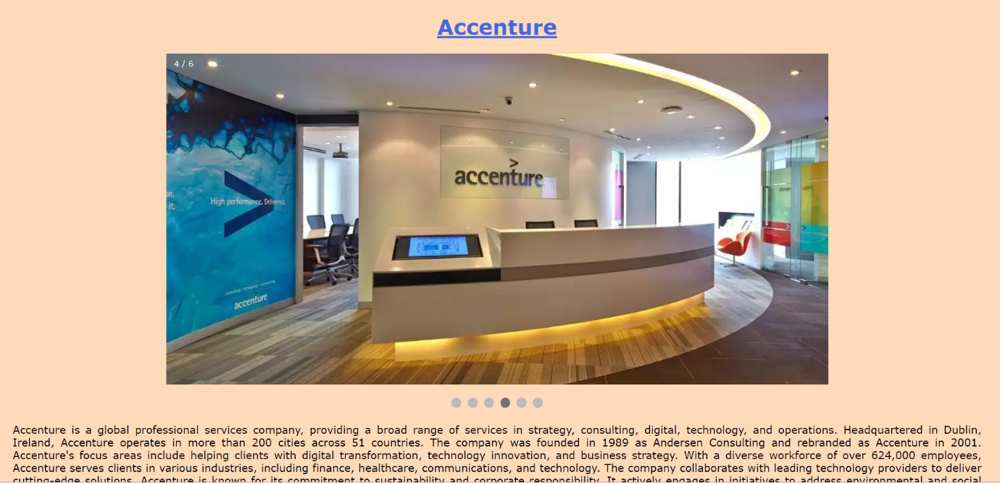 Accenture
4 / 6
an.
it.
High performance. Delivered.
consulting | technology | outsourcing
accenture
>
accenture
Accenture is a global professional services company, providing a broad range of services in strategy, consulting, digital, technology, and operations. Headquartered in Dublin,
Ireland, Accenture operates in more than 200 cities across 51 countries. The company was founded in 1989 as Andersen Consulting and rebranded as Accenture in 2001.
Accenture's focus areas include helping clients with digital transformation, technology innovation, and business strategy. With a diverse workforce of over 624,000 employees,
Accenture serves clients in various industries, including finance, healthcare, communications, and technology. The company collaborates with leading technology providers to deliver
cutting-edge solutions. Accenture is known for its commitment to sustainability and corporate responsibility. It actively engages in initiatives to address environmental and social